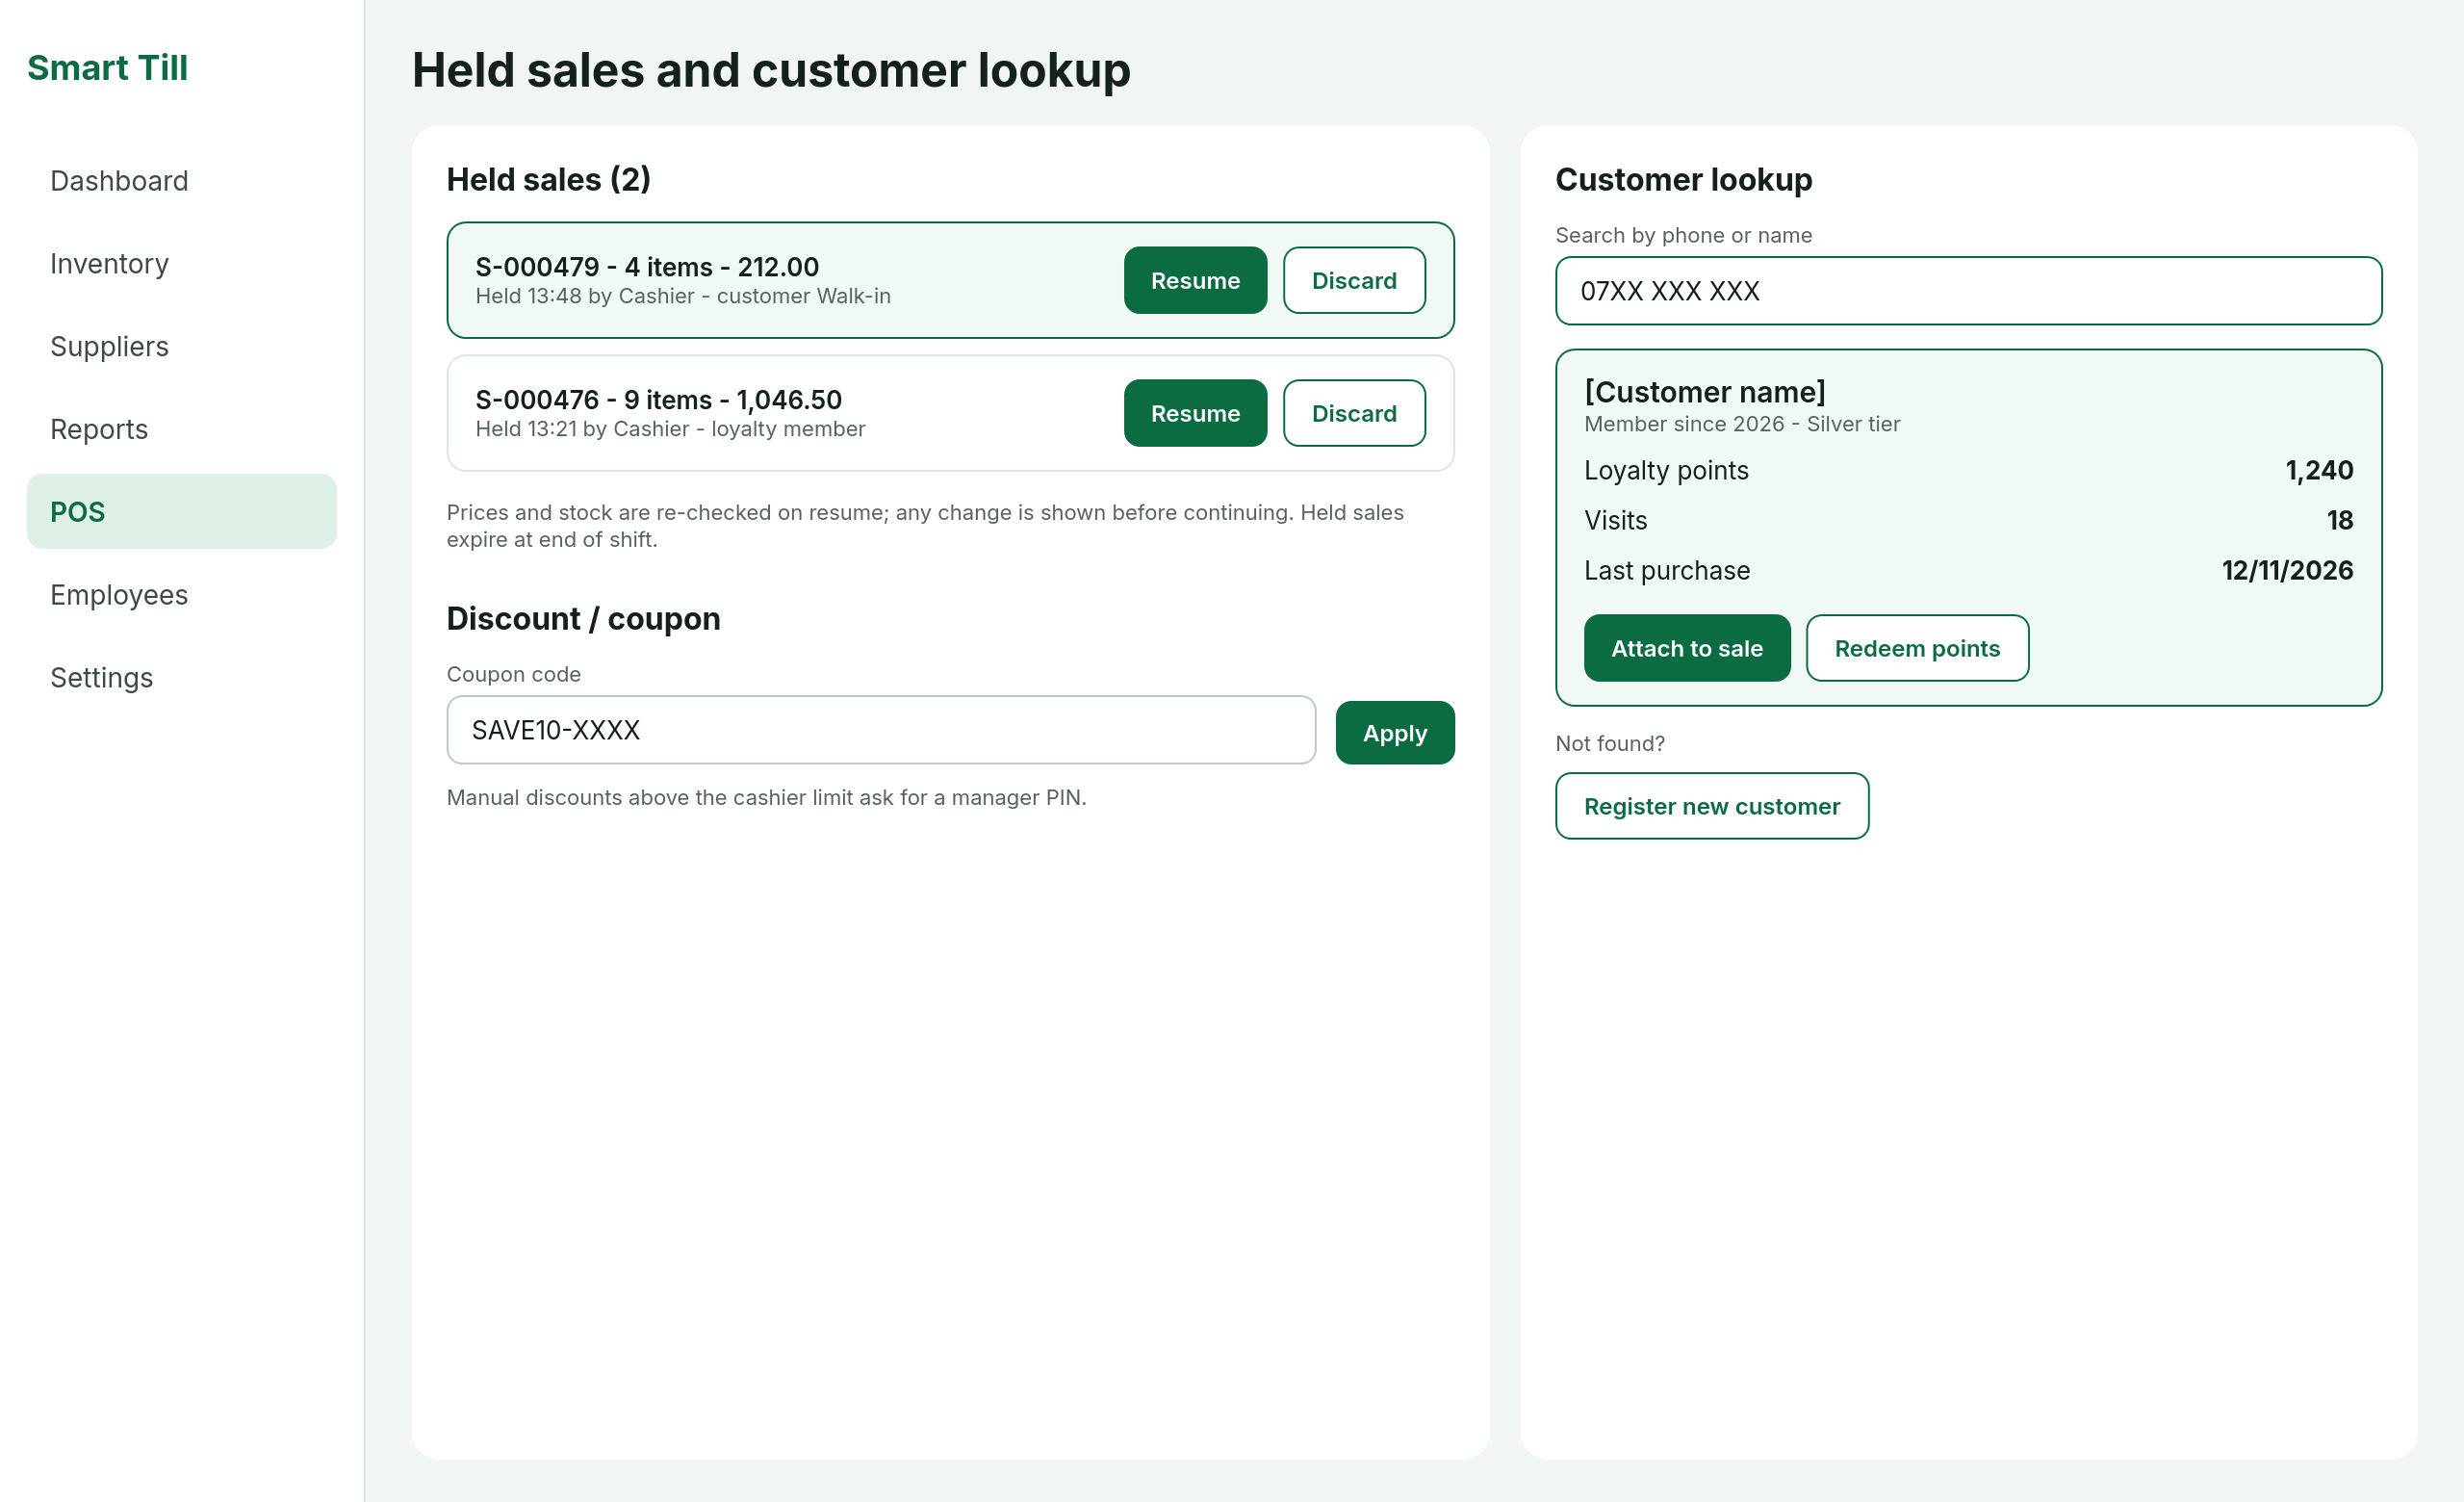 Smart Till
Dashboard
Inventory
Suppliers
Reports
POS
Employees
Settings
Held sales and customer lookup
Held sales (2)
S-000479 - 4 items - 212.00
Held 13:48 by Cashier - customer Walk-in
Resume
Discard
S-000476 - 9 items - 1,046.50
Held 13:21 by Cashier - loyalty member
Resume
Discard
Prices and stock are re-checked on resume; any change is shown before continuing. Held sales
expire at end of shift.
Discount / coupon
Coupon code
SAVE10-XXXX
Apply
Manual discounts above the cashier limit ask for a manager PIN.
Customer lookup
Search by phone or name
07XX XXX XXX
[Customer name]
Member since 2026 - Silver tier
Loyalty points 1,240
Visits 18
Last purchase 12/11/2026
Attach to sale
Redeem points
Not found?
Register new customer